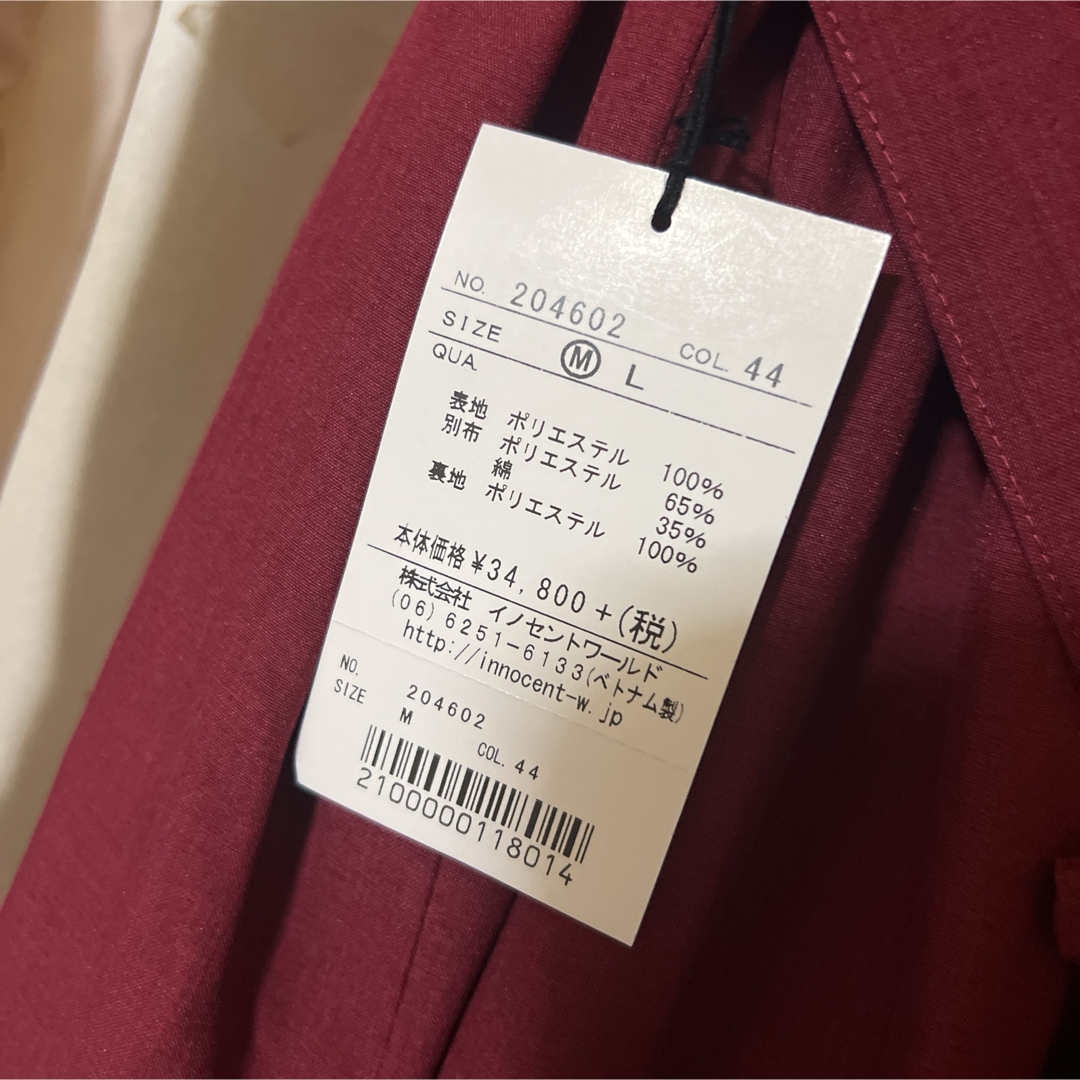 NO. 204602 COL. 44
SIZE Ⓜ L
QUA.
表地 ポリエステル 100%
別布 ポリエステル 65%
綿 35%
裏地 ポリエステル 100%
本体価格 ¥34,800+(税)
株式会社 イノセントワールド
(06)6251-6133(ベトナム製)
http://innocent-w.jp
NO. 204602
SIZE M COL. 44
2100000118014